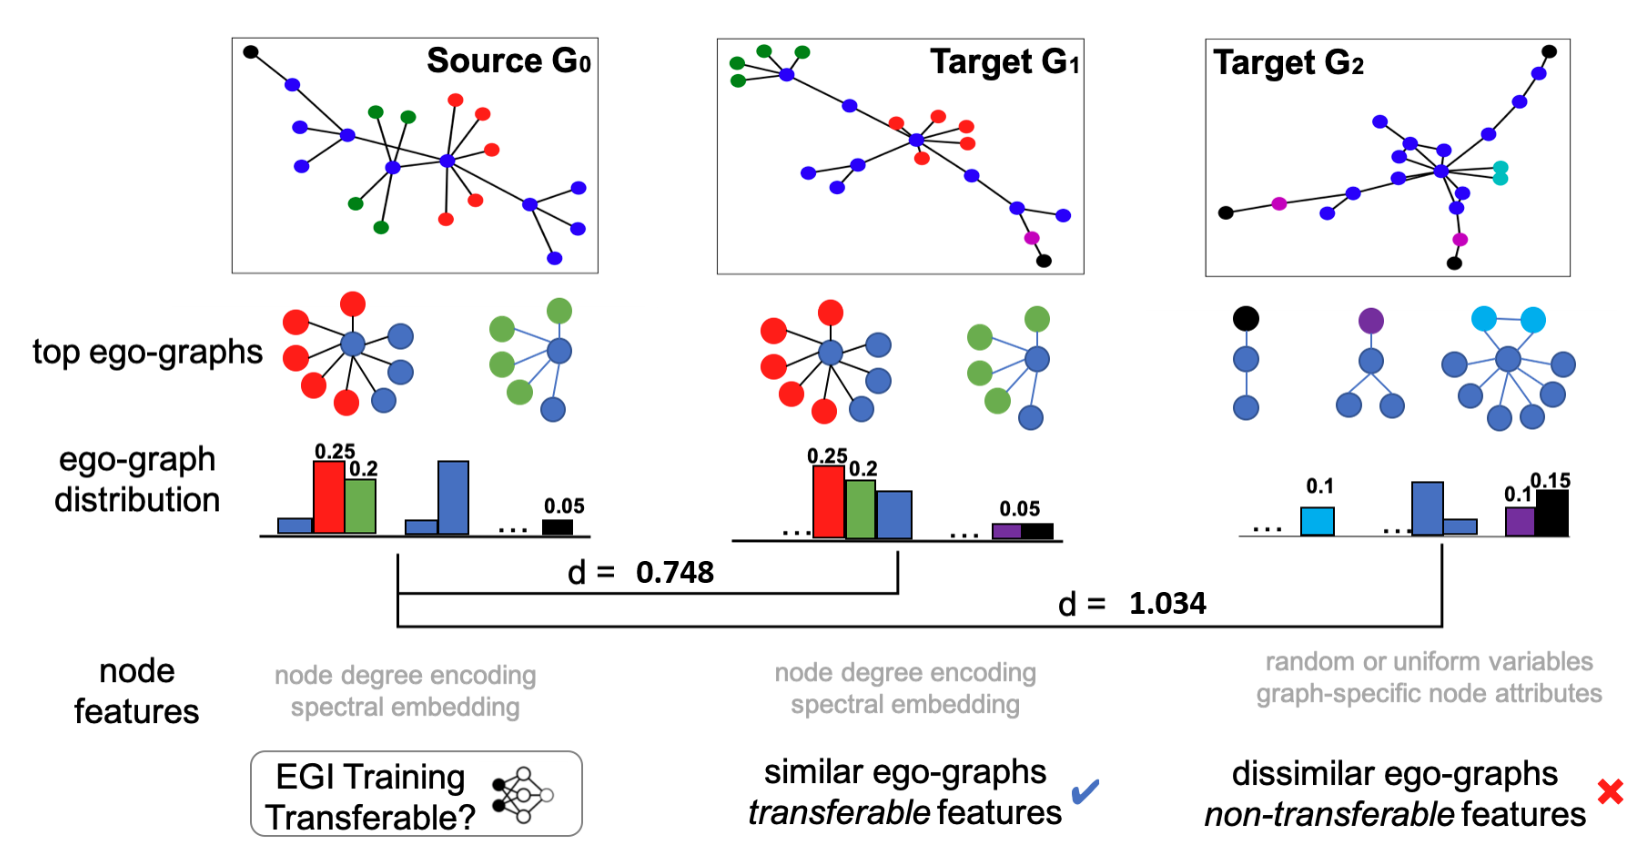 Source G0
Target G1
Target G2
top ego-graphs
ego-graph
distribution
0.25
0.2
...
0.05
...
0.25
0.2
...
0.05
...
0.1
...
0.1
0.15
d = 0.748
d = 1.034
node
features
node degree encoding
spectral embedding
node degree encoding
spectral embedding
random or uniform variables
graph-specific node attributes
EGI Training
Transferable?
similar ego-graphs
transferable features
dissimilar ego-graphs
non-transferable features